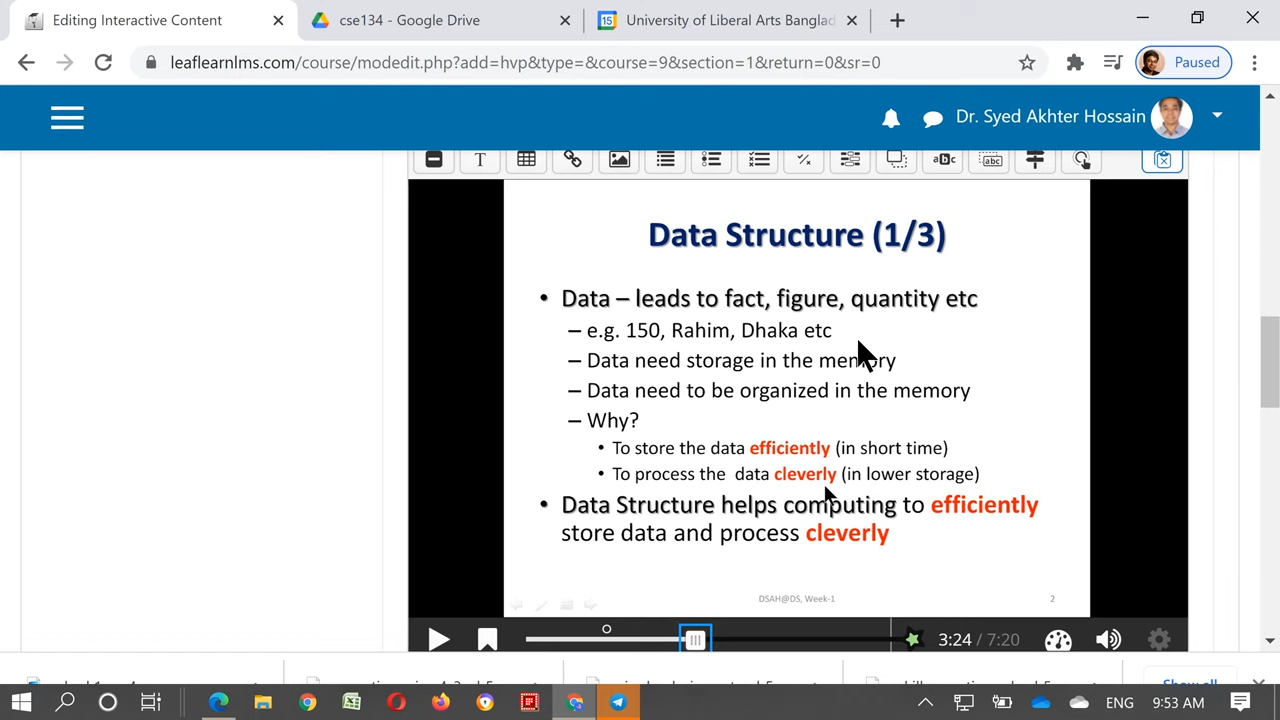 Editing Interactive Content
cse134 - Google Drive
15
University of Liberal Arts Banglad
leaflearnlms.com/course/modedit.php?add=hvp&type=&course=9&section=1&return=0&sr=0
Paused
Dr. Syed Akhter Hossain
T
abc
abc
Data Structure (1/3)
• Data – leads to fact, figure, quantity etc
– e.g. 150, Rahim, Dhaka etc
– Data need storage in the memory
– Data need to be organized in the memory
– Why?
• To store the data efficiently (in short time)
• To process the data cleverly (in lower storage)
• Data Structure helps computing to efficiently
store data and process cleverly
DSAH@DS, Week-1
2
3:24 / 7:20
Show all
ENG
9:53 AM